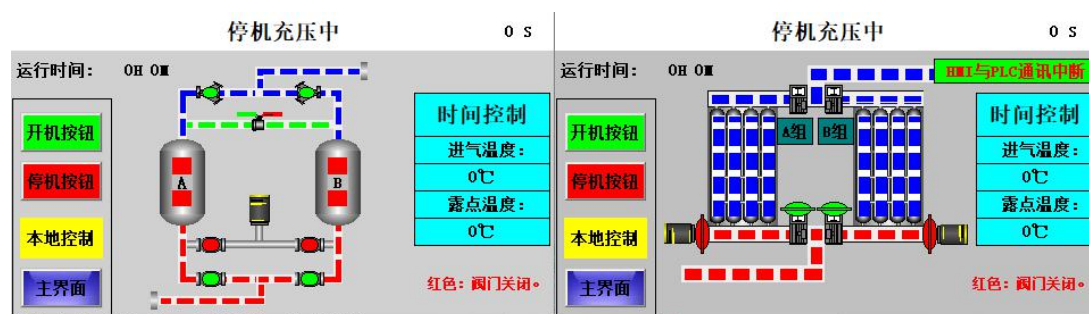 停机充压中
0 S
运行时间: 0H 0M
开机按钮
停机按钮
本地控制
主界面
A
B
时间控制
进气温度:
0℃
露点温度:
0℃
红色: 阀门关闭。
停机充压中
0 S
运行时间: 0H 0M
HMI与PLC通讯中断
开机按钮
停机按钮
本地控制
主界面
A组
B组
时间控制
进气温度:
0℃
露点温度:
0℃
红色: 阀门关闭。